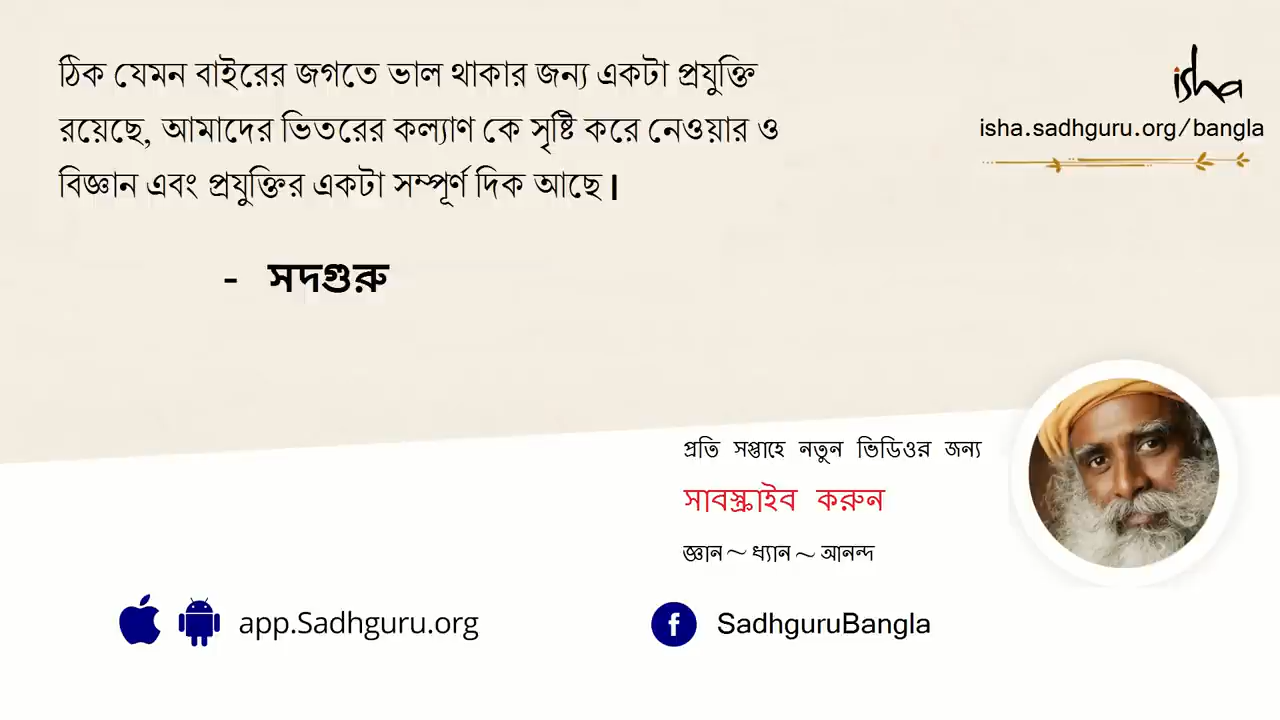 ঠিক যেমন বাইরের জগতে ভাল থাকার জন্য একটা প্রযুক্তি
রয়েছে, আমাদের ভিতরের কল্যাণ কে সৃষ্টি করে নেওয়ার ও
বিজ্ঞান এবং প্রযুক্তির একটা সম্পূর্ণ দিক আছে।
- সদগুরু
isha
isha.sadhguru.org/bangla
প্রতি সপ্তাহে নতুন ভিডিওর জন্য
সাবস্ক্রাইব করুন
জ্ঞান ~ ধ্যান ~ আনন্দ
app.Sadhguru.org
f SadhguruBangla